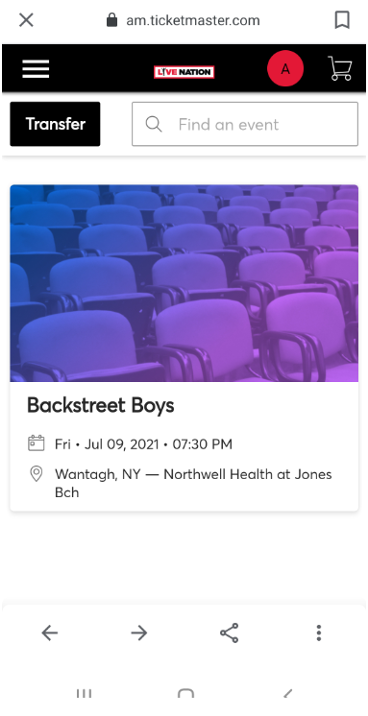 am.ticketmaster.com
LIVE NATION
A
Transfer
Find an event
Backstreet Boys
Fri • Jul 09, 2021 • 07:30 PM
Wantagh, NY — Northwell Health at Jones
Bch